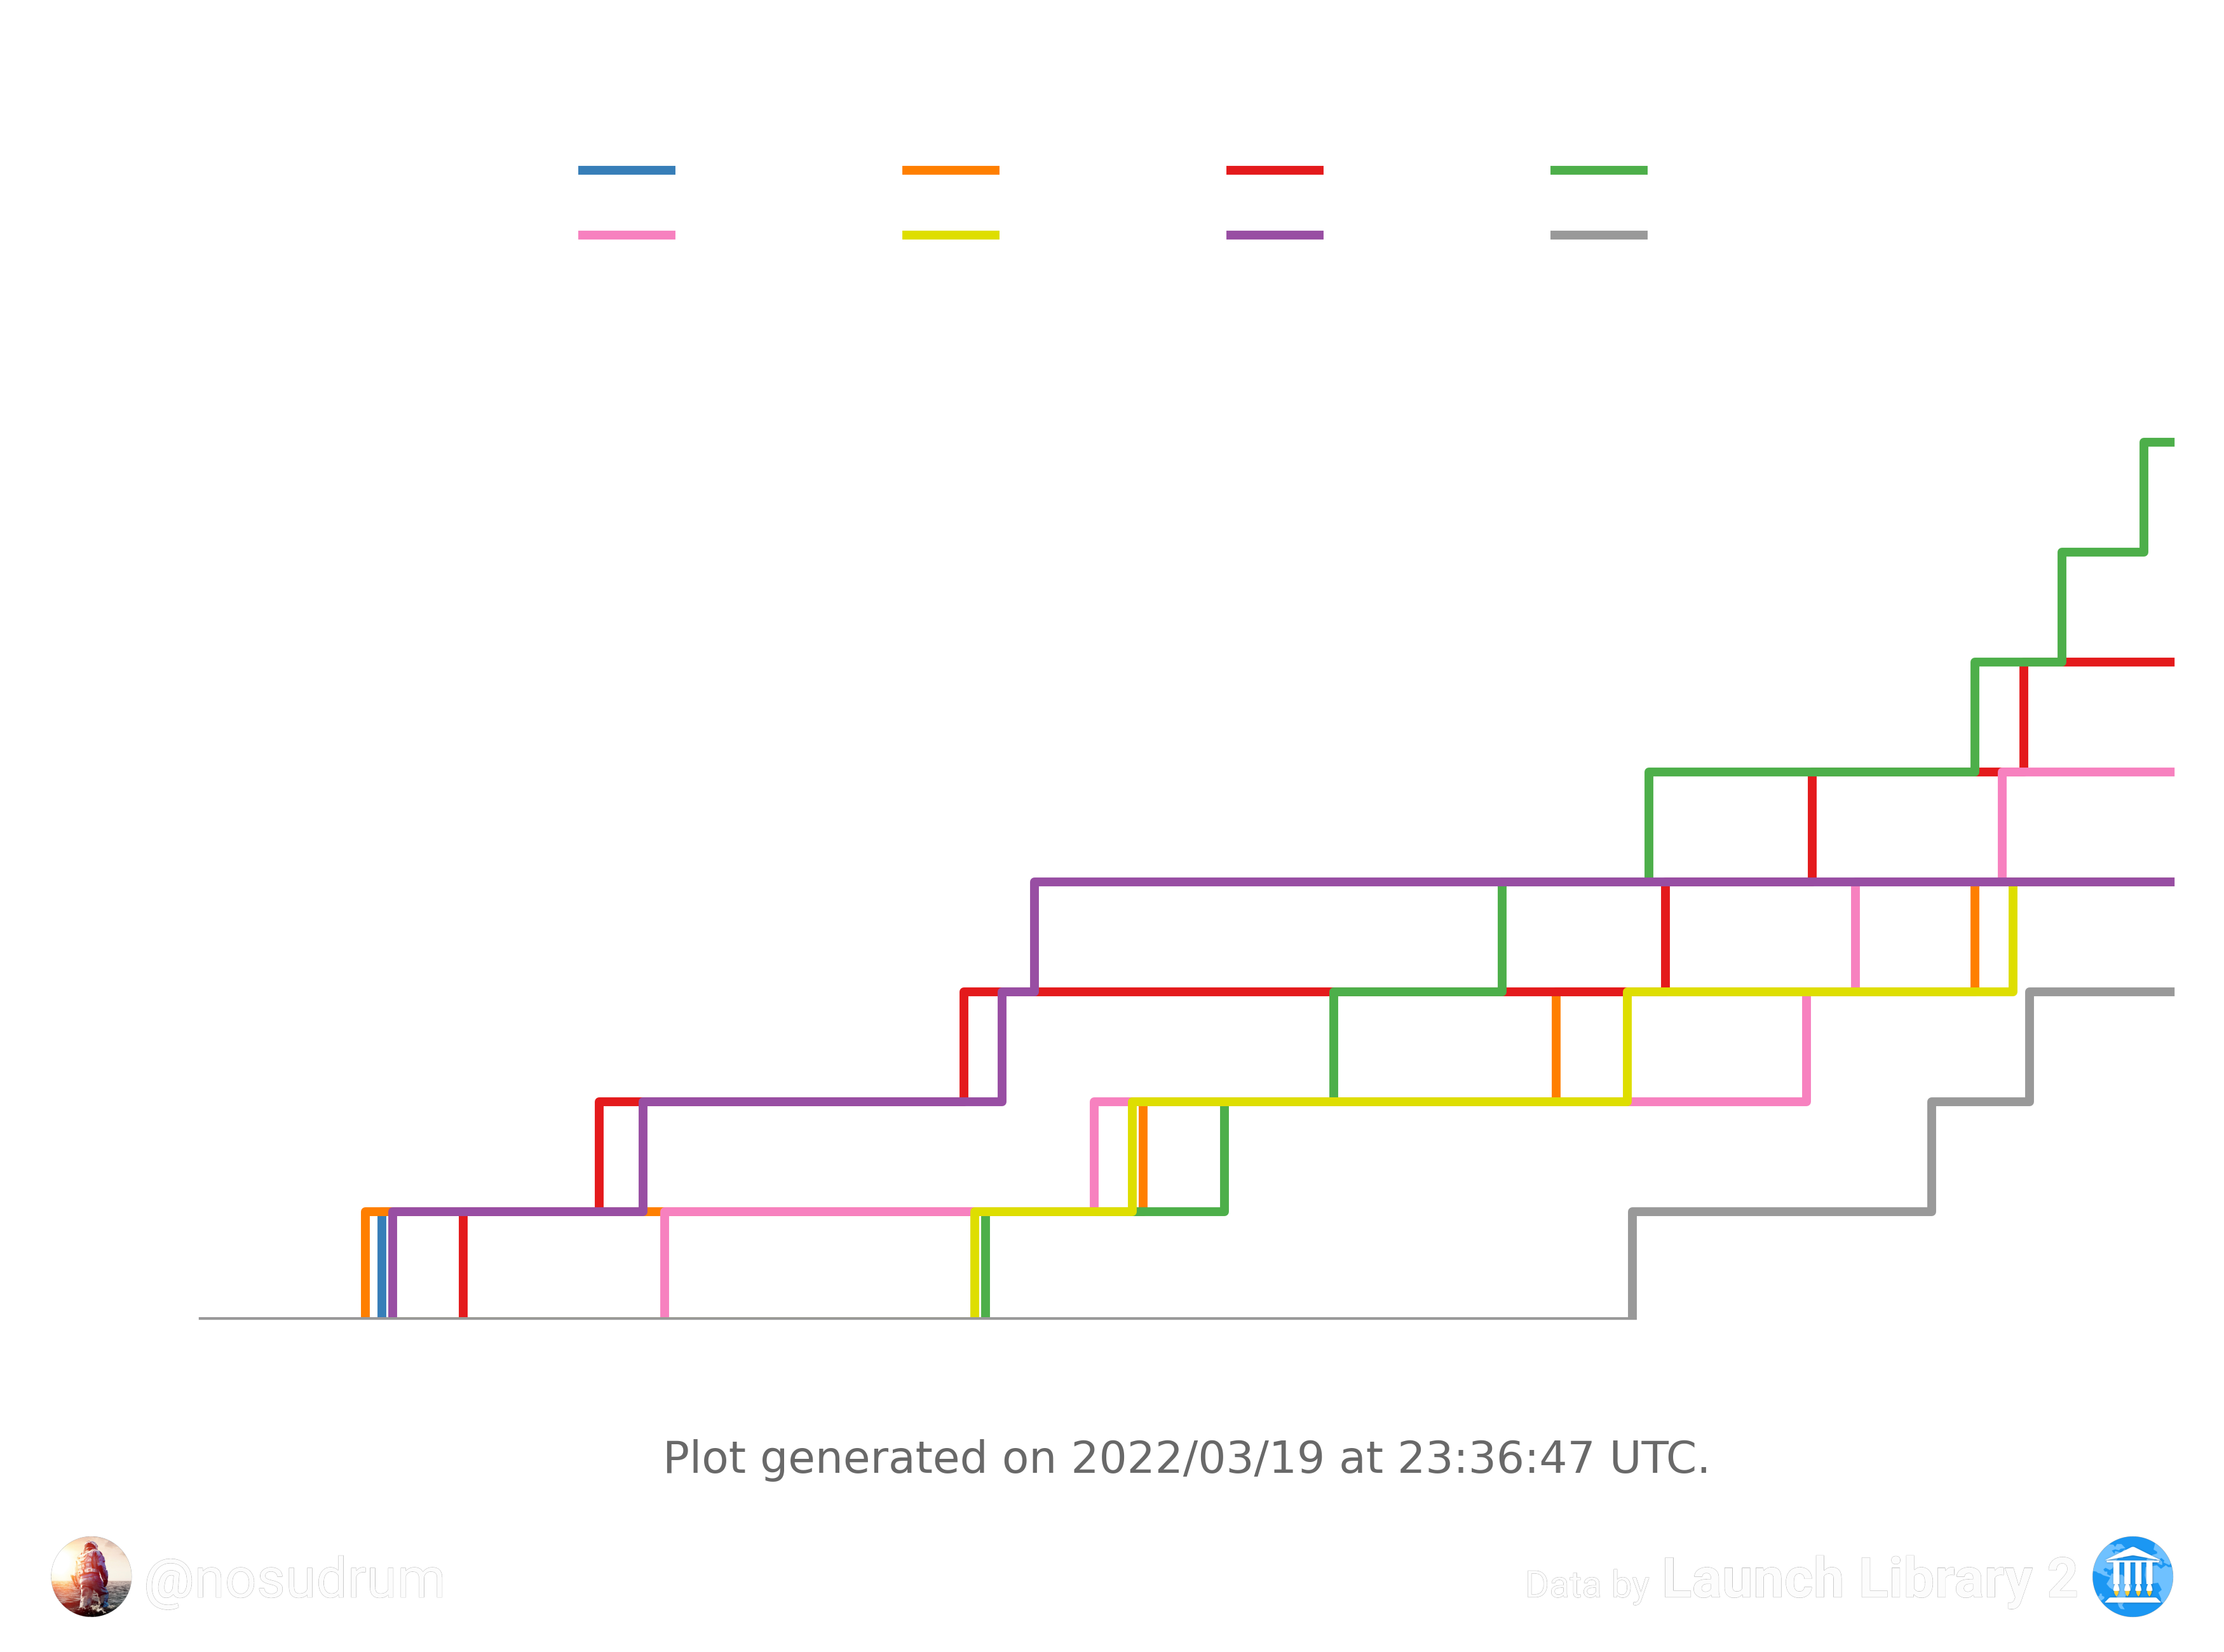 Plot generated on 2022/03/19 at 23:36:47 UTC.
@nosudrum
Data by Launch Library 2